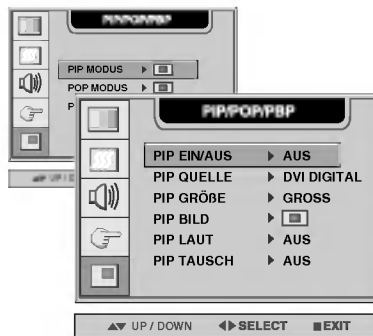 PIP/POP/PBP
PIP MODUS
POP MODUS
P
PIP/POP/PBP
PIP EIN/AUS AUS
PIP QUELLE DVI DIGITAL
PIP GRÖßE GROSS
PIP BILD
PIP LAUT AUS
PIP TAUSCH AUS
UP / DOWN SELECT EXIT